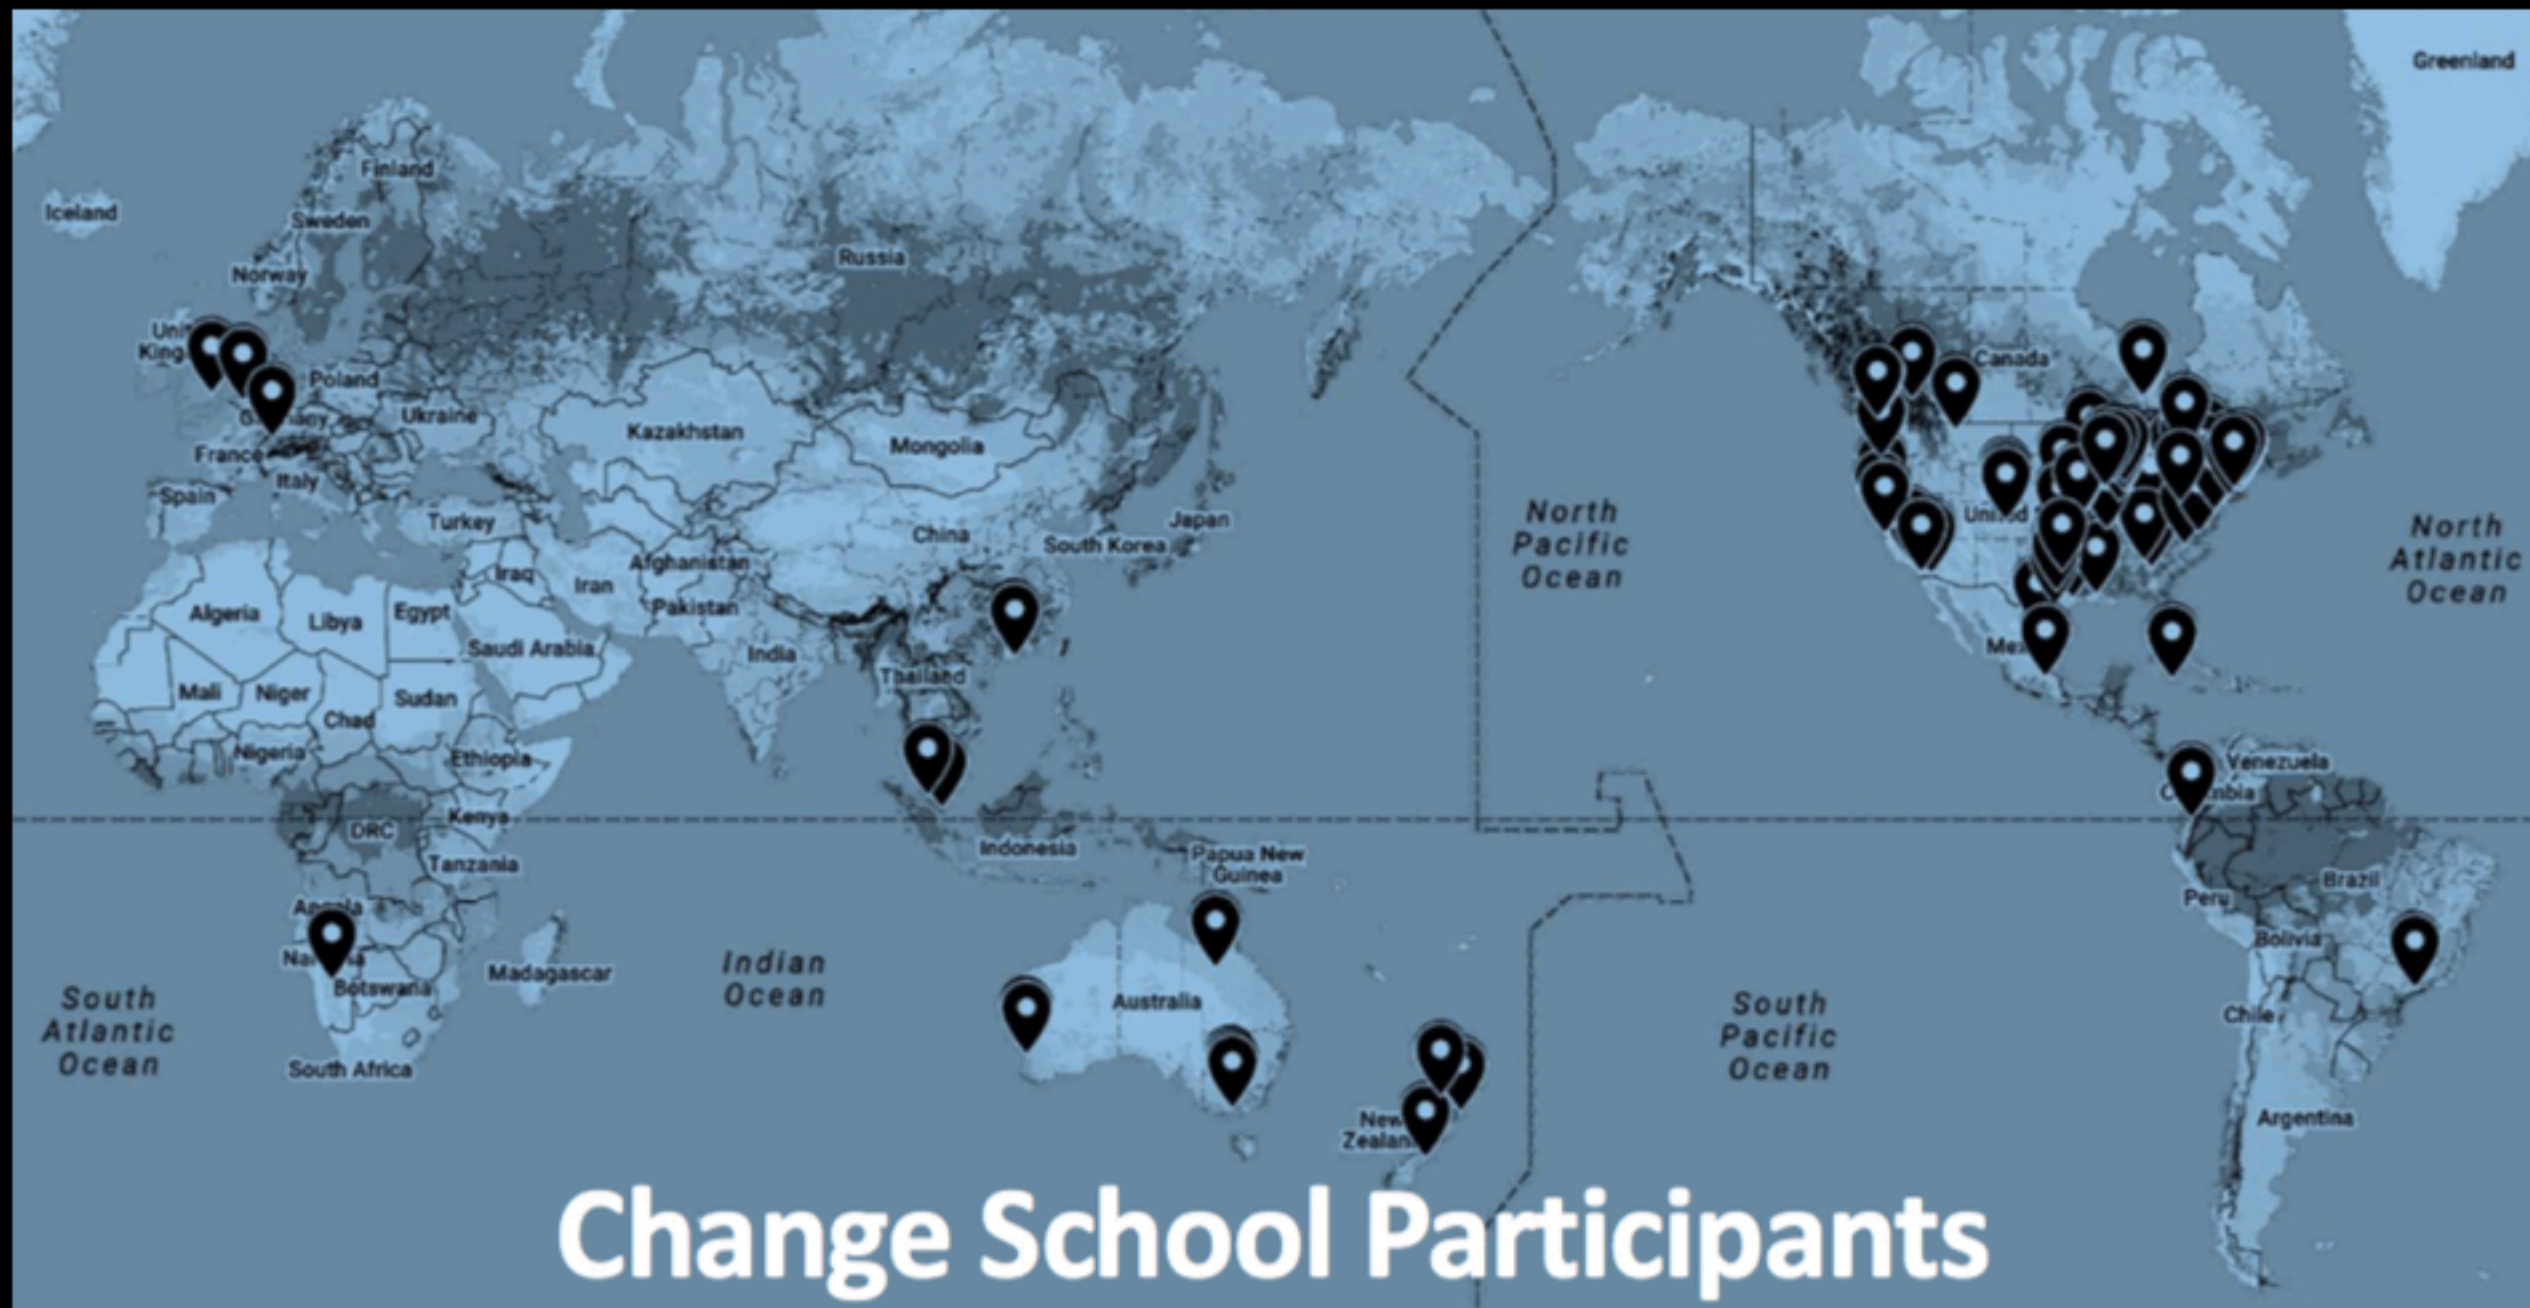 Greenland
Finland
Iceland
Sweden
Russia
Norway
Canada
Poland
Ukraine
Kazakhstan
Mongolia
France
Italy
Spain
Turkey
China
Japan
South Korea
North
Pacific
Ocean
North
Atlantic
Ocean
Afghanistan
Iraq
Iran
Pakistan
Algeria
Libya
Egypt
Saudi Arabia
India
Thailand
Mali
Niger
Chad
Sudan
Nigeria
Ethiopia
Venezuela
DRC
Kenya
Tanzania
Indonesia
Papua New
Guinea
Brazil
Peru
Angola
Bolivia
Botswana
Madagascar
Indian
Ocean
Australia
South
Atlantic
Ocean
South
Pacific
Ocean
Chile
South Africa
New
Argentina
Change School Participants